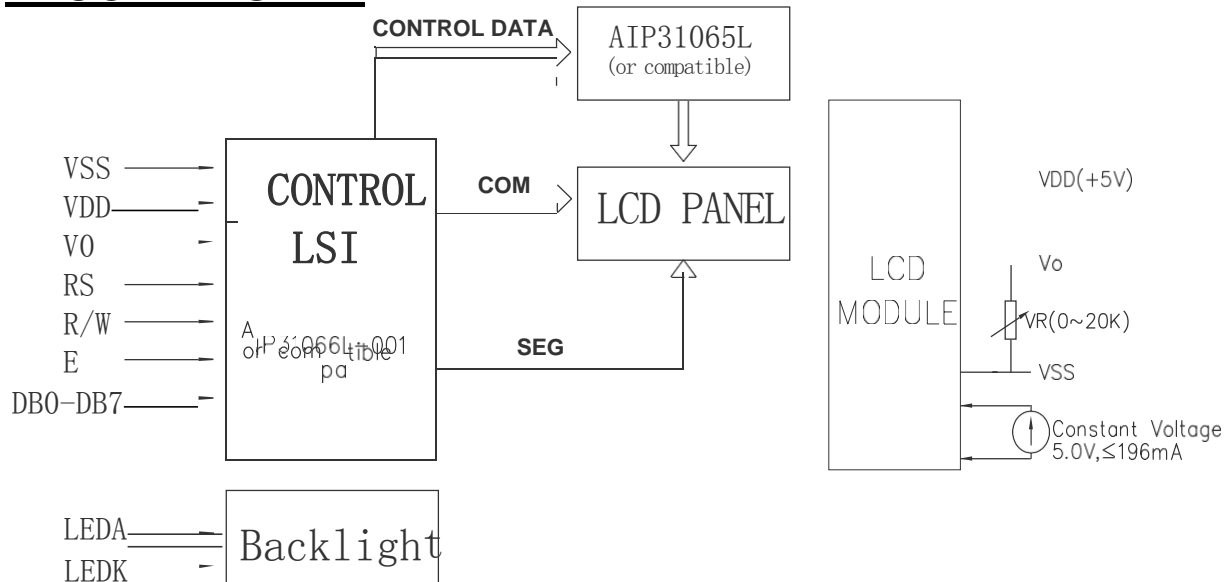 CONTROL DATA
AIP31065L
(or compatible)
VSS
VDD
VO
RS
R/W
E
DB0-DB7
CONTROL
LSI
COM
SEG
LCD PANEL
LEDA
LEDK
Backlight
LCD
MODULE
VDD(+5V)
Vo
VR(0~20K)
VSS
Constant Voltage
5.0V,≤196mA